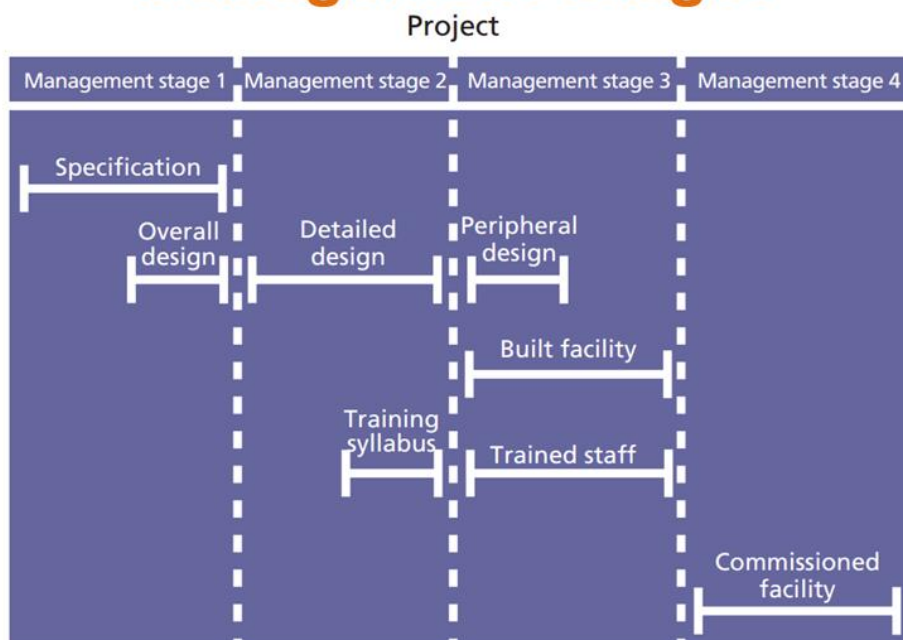 Project
Management stage 1
Management stage 2
Management stage 3
Management stage 4
Specification
Overall
design
Detailed
design
Peripheral
design
Built facility
Training
syllabus
Trained staff
Commissioned
facility